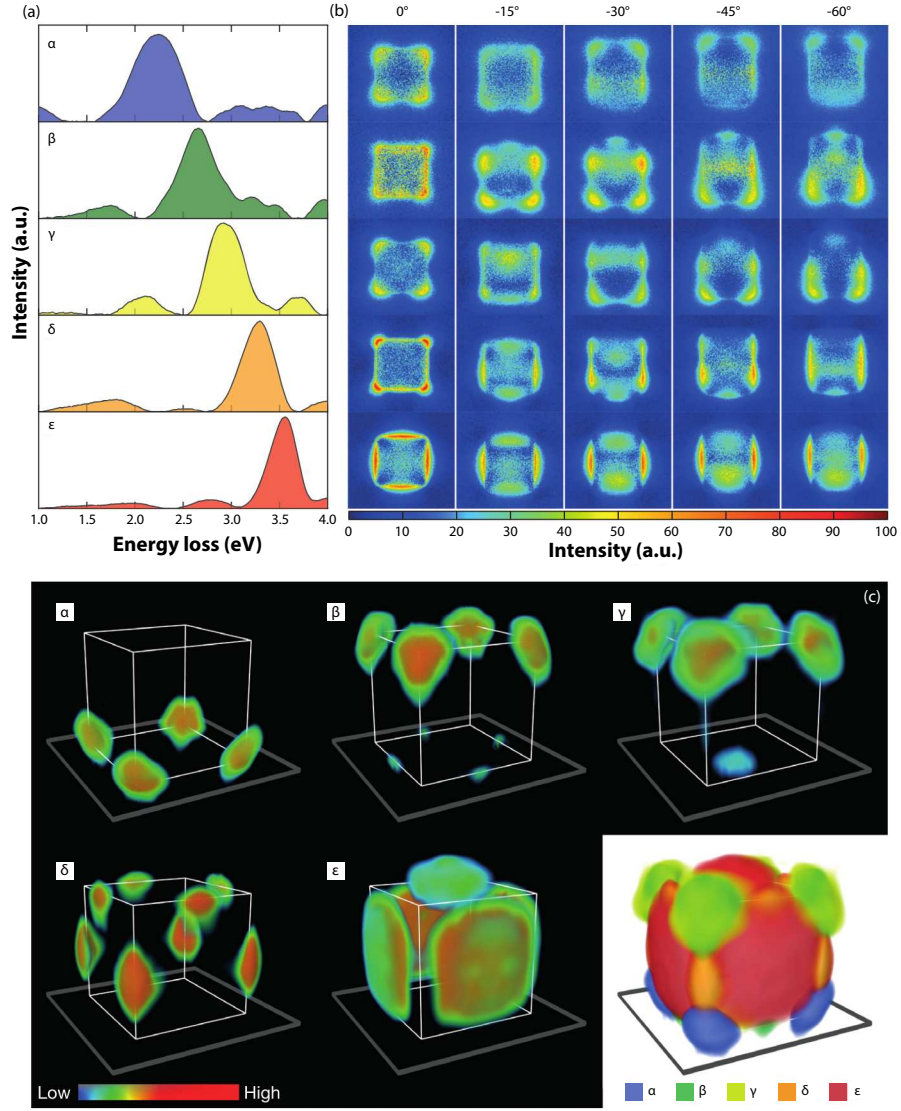 (a)
(b)
0° -15° -30° -45° -60°
α
β
γ
δ
ε
Intensity (a.u.)
1.0 1.5 2.0 2.5 3.0 3.5 4.0
Energy loss (eV)
0 10 20 30 40 50 60 70 80 90 100
Intensity (a.u.)
(c)
α
β
γ
δ
ε
Low High
α β γ δ ε